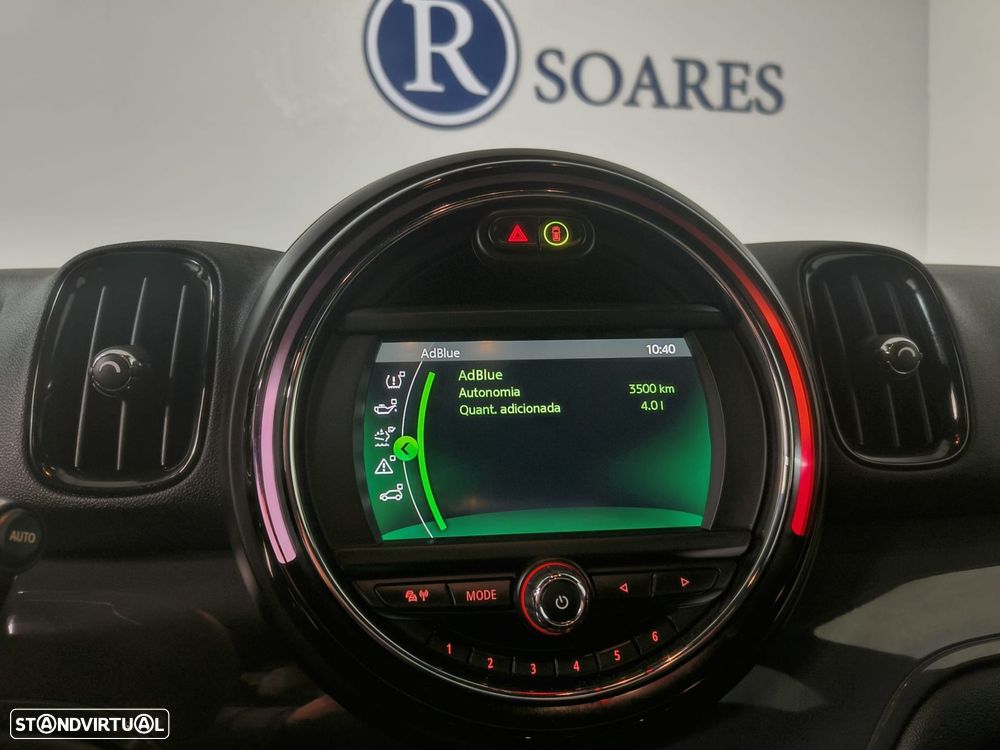 R SOARES
AdBlue 10:40
AdBlue
Autonomia 3500 km
Quant. adicionada 4.0 l
AUTO
MODE
1 2 3 4 5 6
STANDVIRTUAL